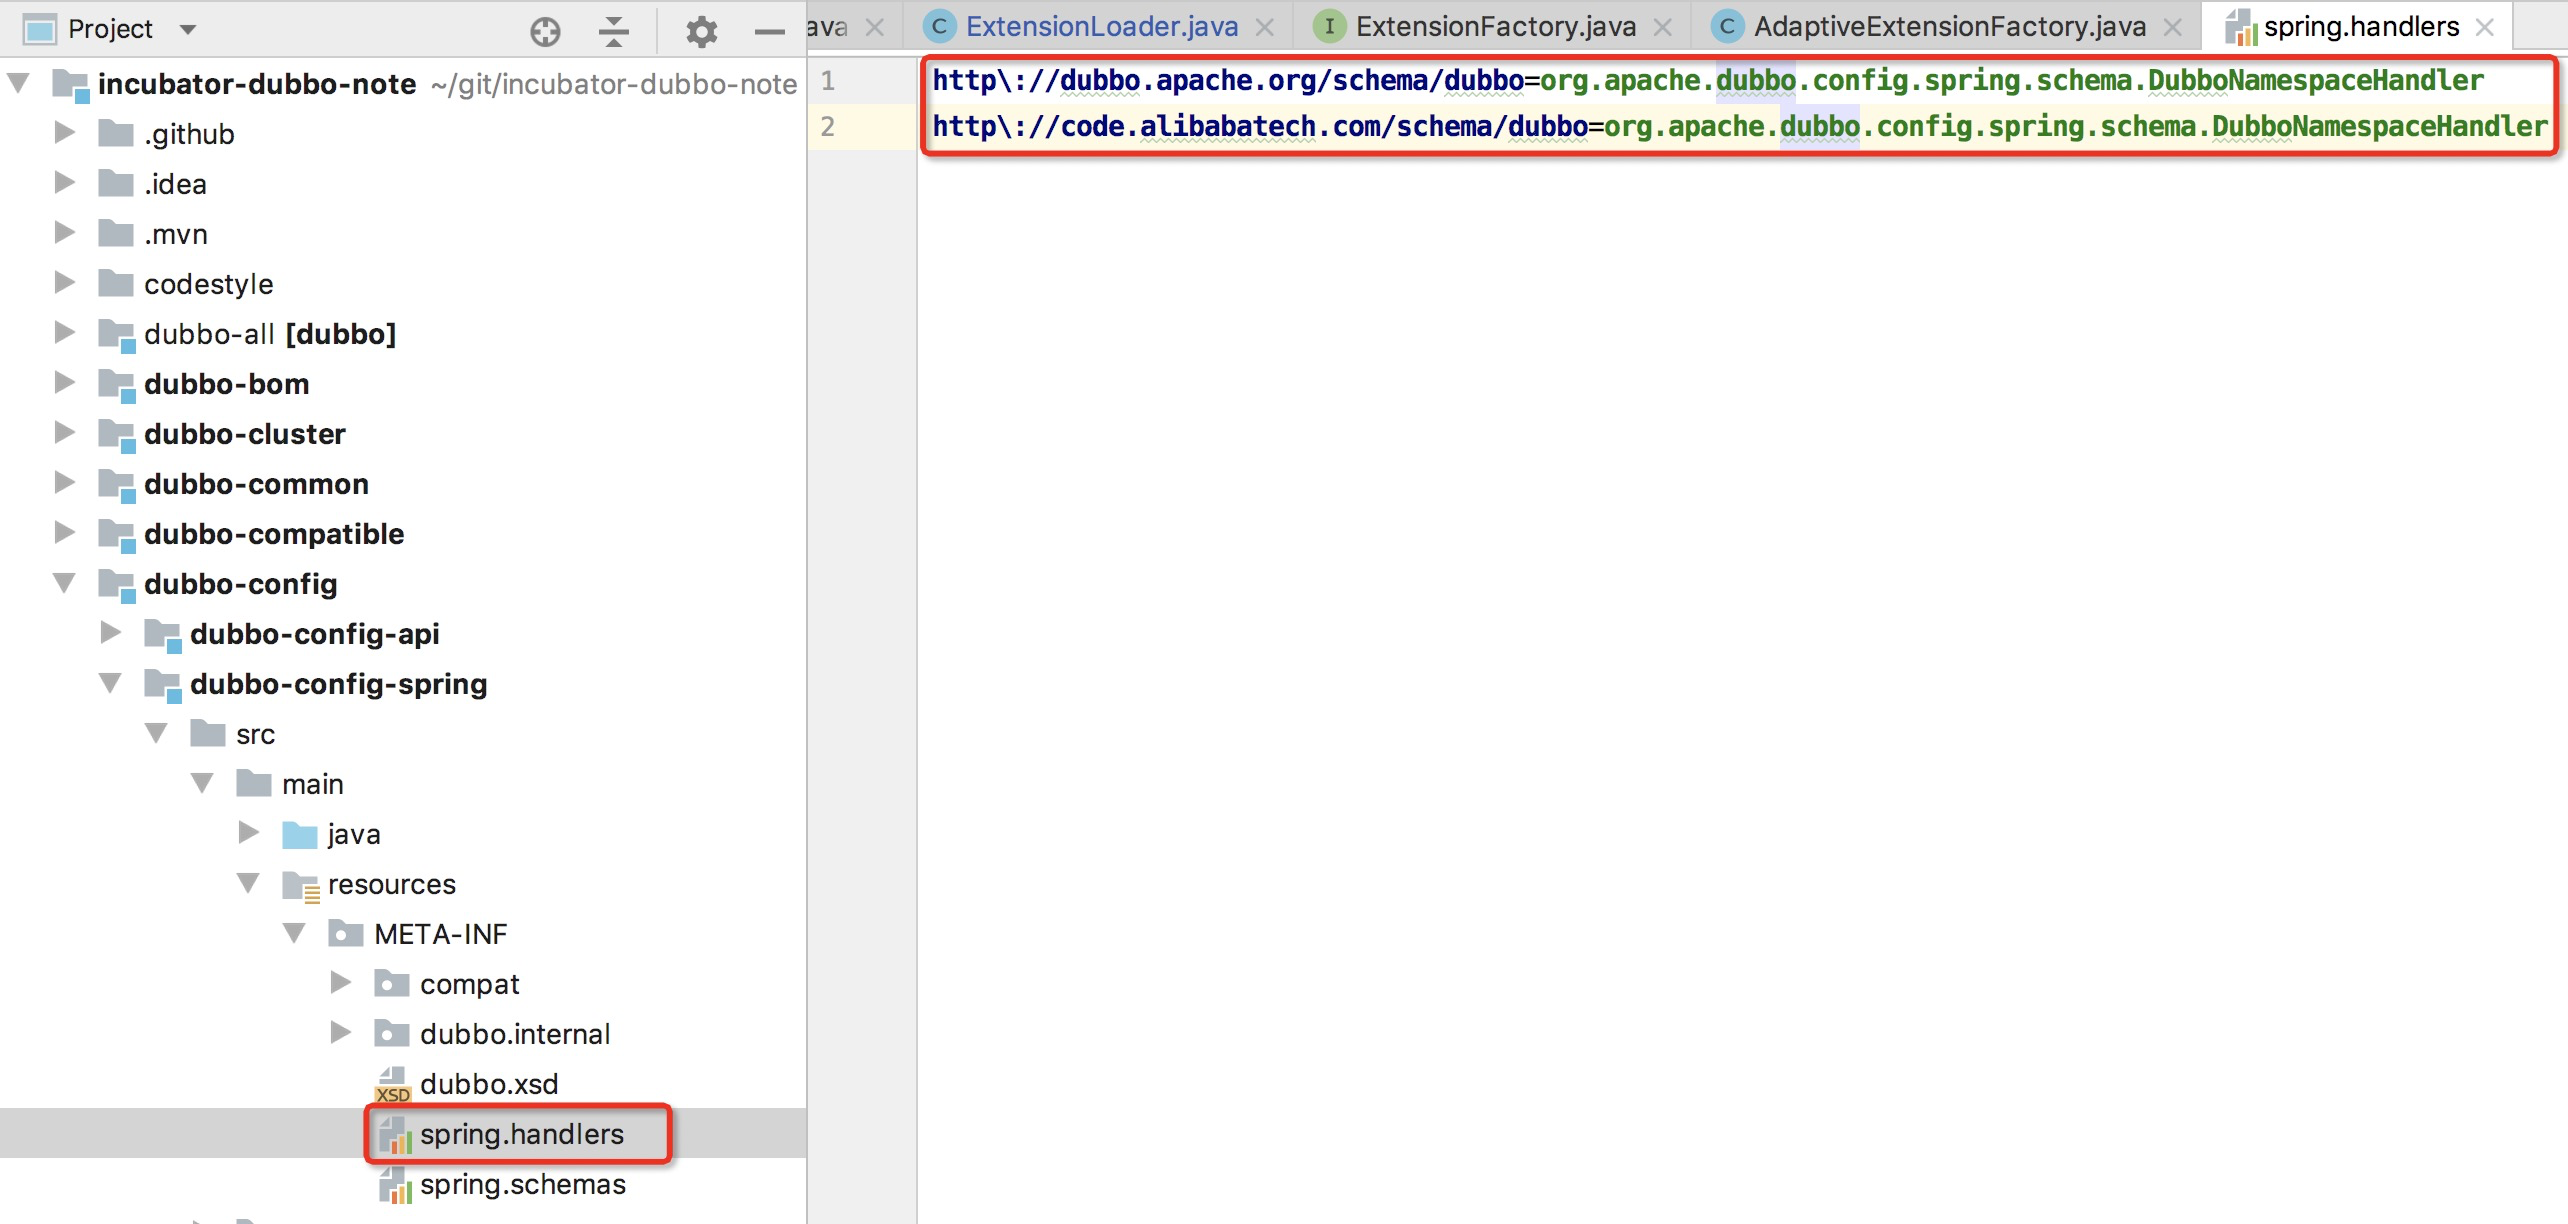 Project
ava
ExtensionLoader.java
ExtensionFactory.java
AdaptiveExtensionFactory.java
spring.handlers
incubator-dubbo-note ~/git/incubator-dubbo-note
.github
.idea
.mvn
codestyle
dubbo-all [dubbo]
dubbo-bom
dubbo-cluster
dubbo-common
dubbo-compatible
dubbo-config
dubbo-config-api
dubbo-config-spring
src
main
java
resources
META-INF
compat
dubbo.internal
XSD dubbo.xsd
spring.handlers
spring.schemas
1 http\://dubbo.apache.org/schema/dubbo=org.apache.dubbo.config.spring.schema.DubboNamespaceHandler
2 http\://code.alibabatech.com/schema/dubbo=org.apache.dubbo.config.spring.schema.DubboNamespaceHandler